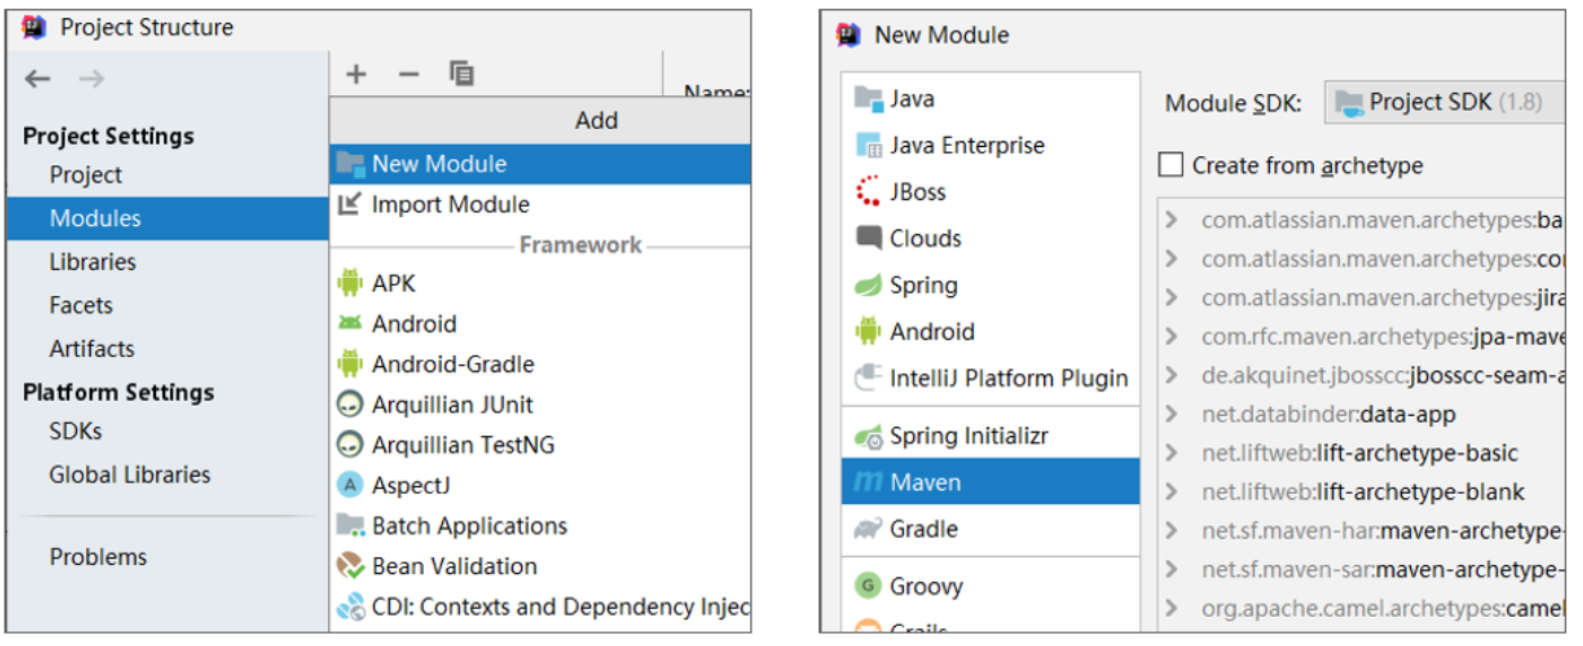 Project Structure
Name:
Project Settings
Project
Modules
Libraries
Facets
Artifacts
Platform Settings
SDKs
Global Libraries
Problems
Add
New Module
Import Module
Framework
APK
Android
Android-Gradle
Arquillian JUnit
Arquillian TestNG
A AspectJ
Batch Applications
Bean Validation
CDI: Contexts and Dependency Injec
New Module
Java
Java Enterprise
JBoss
Clouds
Spring
Android
IntelliJ Platform Plugin
Spring Initializr
m Maven
Gradle
G Groovy
Grails
Module SDK: Project SDK (1.8)
Create from archetype
com.atlassian.maven.archetypes:ba
com.atlassian.maven.archetypes:co
com.atlassian.maven.archetypes:jira
com.rfc.maven.archetypes:jpa-mave
de.akquinet.jbosscc:jbosscc-seam-a
net.databinder:data-app
net.liftweb:lift-archetype-basic
net.liftweb:lift-archetype-blank
net.sf.maven-har:maven-archetype-
net.sf.maven-sar:maven-archetype-
org.apache.camel.archetypes:camel